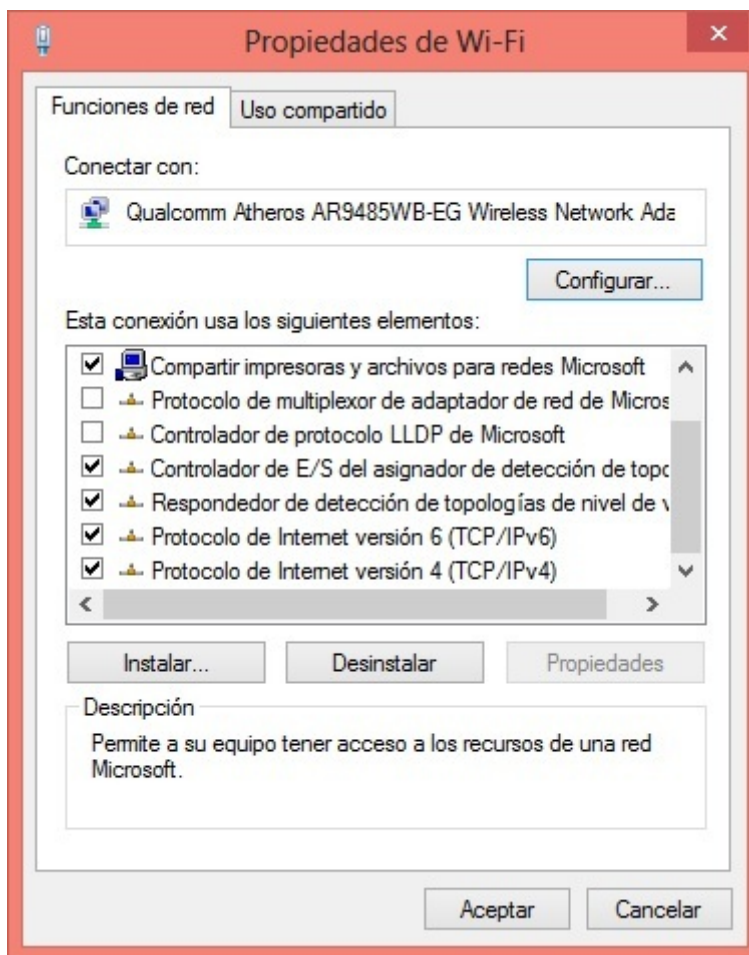 Propiedades de Wi-Fi
Funciones de red
Uso compartido
Conectar con:
Qualcomm Atheros AR9485WB-EG Wireless Network Ada
Configurar...
Esta conexión usa los siguientes elementos:
Compartir impresoras y archivos para redes Microsoft
Protocolo de multiplexor de adaptador de red de Micros
Controlador de protocolo LLDP de Microsoft
Controlador de E/S del asignador de detección de topo
Respondedor de detección de topologías de nivel de v
Protocolo de Internet versión 6 (TCP/IPv6)
Protocolo de Internet versión 4 (TCP/IPv4)
Instalar...
Desinstalar
Propiedades
Descripción
Permite a su equipo tener acceso a los recursos de una red
Microsoft.
Aceptar
Cancelar